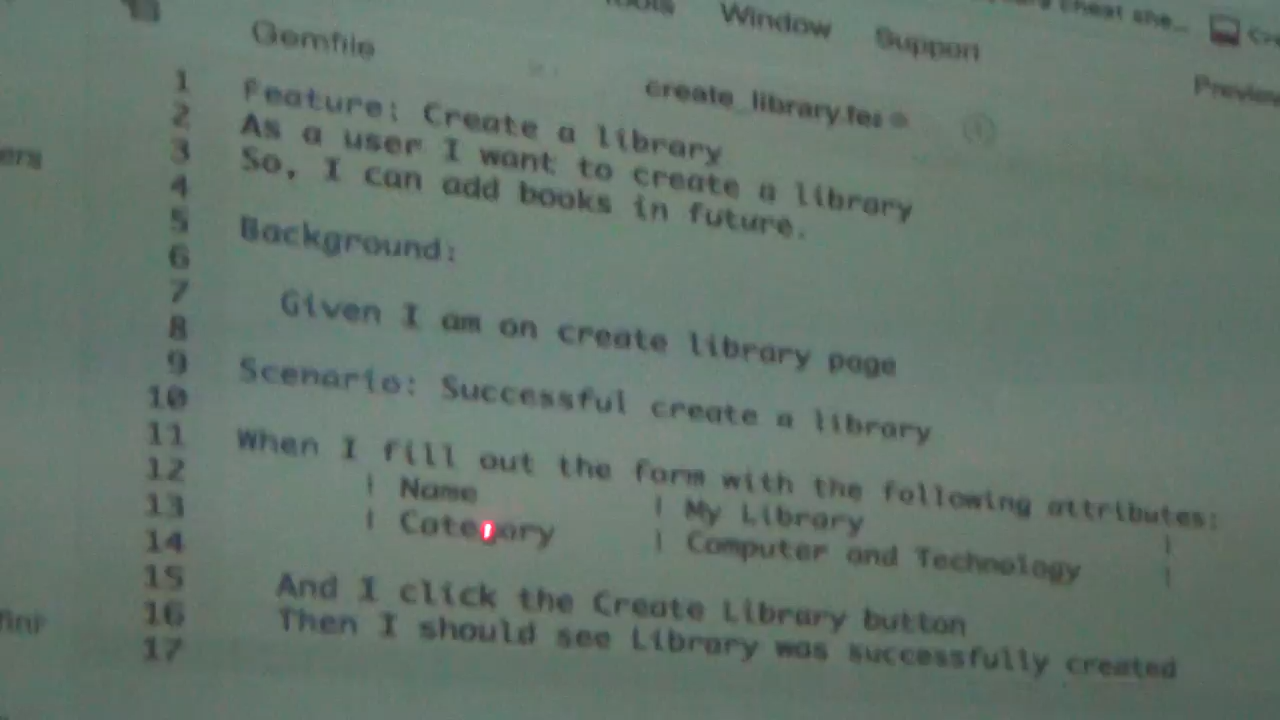 Window Support
Gemfile
create_library.fea
Preview
1 Feature: Create a library
2 As a user I want to create a library
3 So, I can add books in future.
4
5 Background:
6
7 Given I am on create library page
8
9 Scenario: Successful create a library
10
11 When I fill out the form with the following attributes:
12 | Name | My Library |
13 | Category | Computer and Technology |
14
15 And I click the Create Library button
16 Then I should see Library was successfully created
17